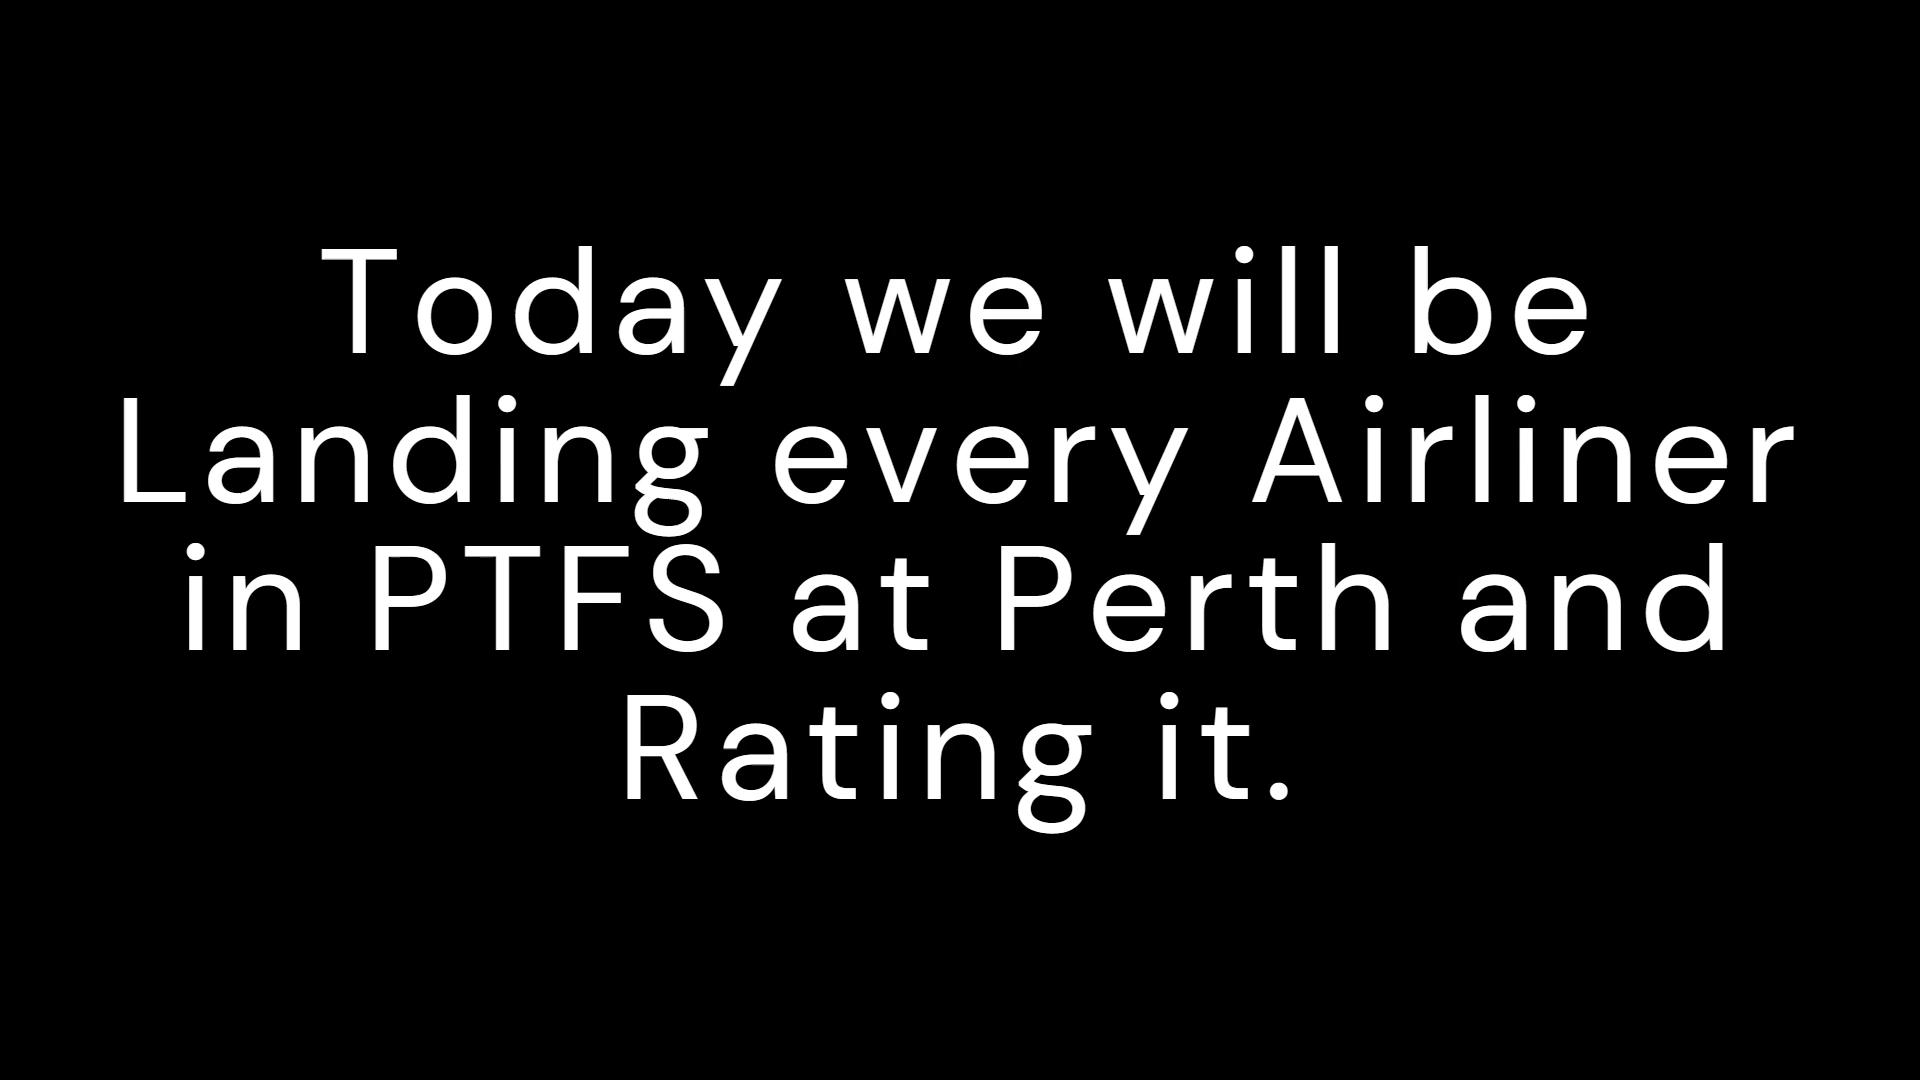 Today we will be
Landing every Airliner
in PTFS at Perth and
Rating it.